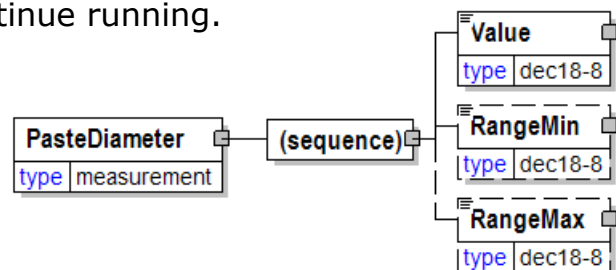 tinue running.
Value
type dec18-8
PasteDiameter
type measurement
(sequence)
RangeMin
type dec18-8
RangeMax
type dec18-8